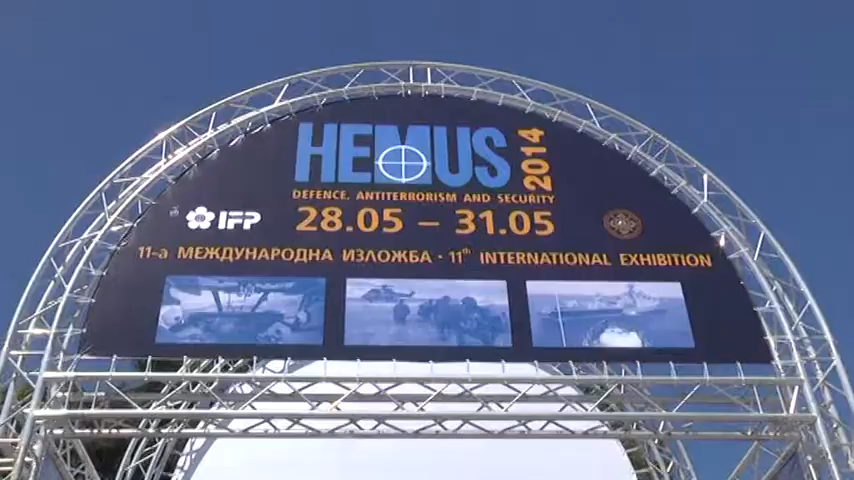 HEMUS 2014
DEFENCE, ANTITERRORISM AND SECURITY
IFP
28.05 – 31.05
11-а МЕЖДУНАРОДНА ИЗЛОЖБА · 11th INTERNATIONAL EXHIBITION